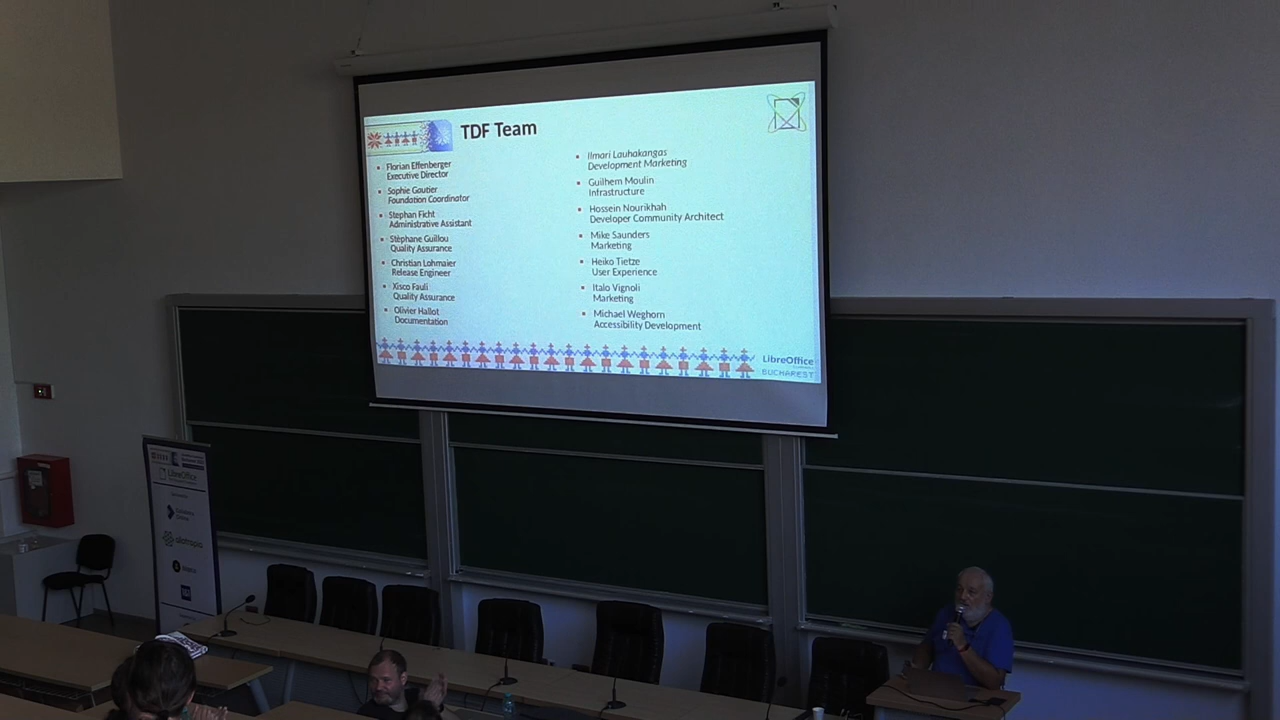 TDF Team
Florian Effenberger
Executive Director
Sophie Gautier
Foundation Coordinator
Stephan Ficht
Administrative Assistant
Stéphane Guillou
Quality Assurance
Christian Lohmaier
Release Engineer
Xisco Fauli
Quality Assurance
Olivier Hallot
Documentation
Ilmari Lauhakangas
Development Marketing
Guilhem Moulin
Infrastructure
Hossein Nourikhah
Developer Community Architect
Mike Saunders
Marketing
Heiko Tietze
User Experience
Italo Vignoli
Marketing
Michael Weghorn
Accessibility Development
LibreOffice
BUCHAREST
LibreOffice